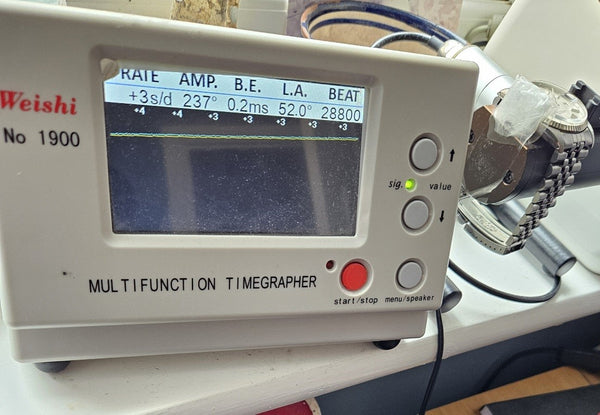 RATE AMP. B.E. L.A. BEAT
+3s/d 237° 0.2ms 52.0° 28800
+4 +4 +3 +3 +3 +3
Weishi
No 1900
sig. value
MULTIFUNCTION TIMEGRAPHER
start/stop menu/speaker